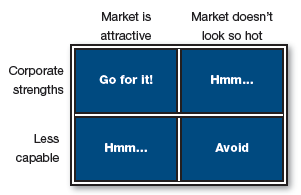 Market is
attractive
Market doesn't
look so hot
Corporate
strengths
Go for it!
Hmm...
Less
capable
Hmm...
Avoid